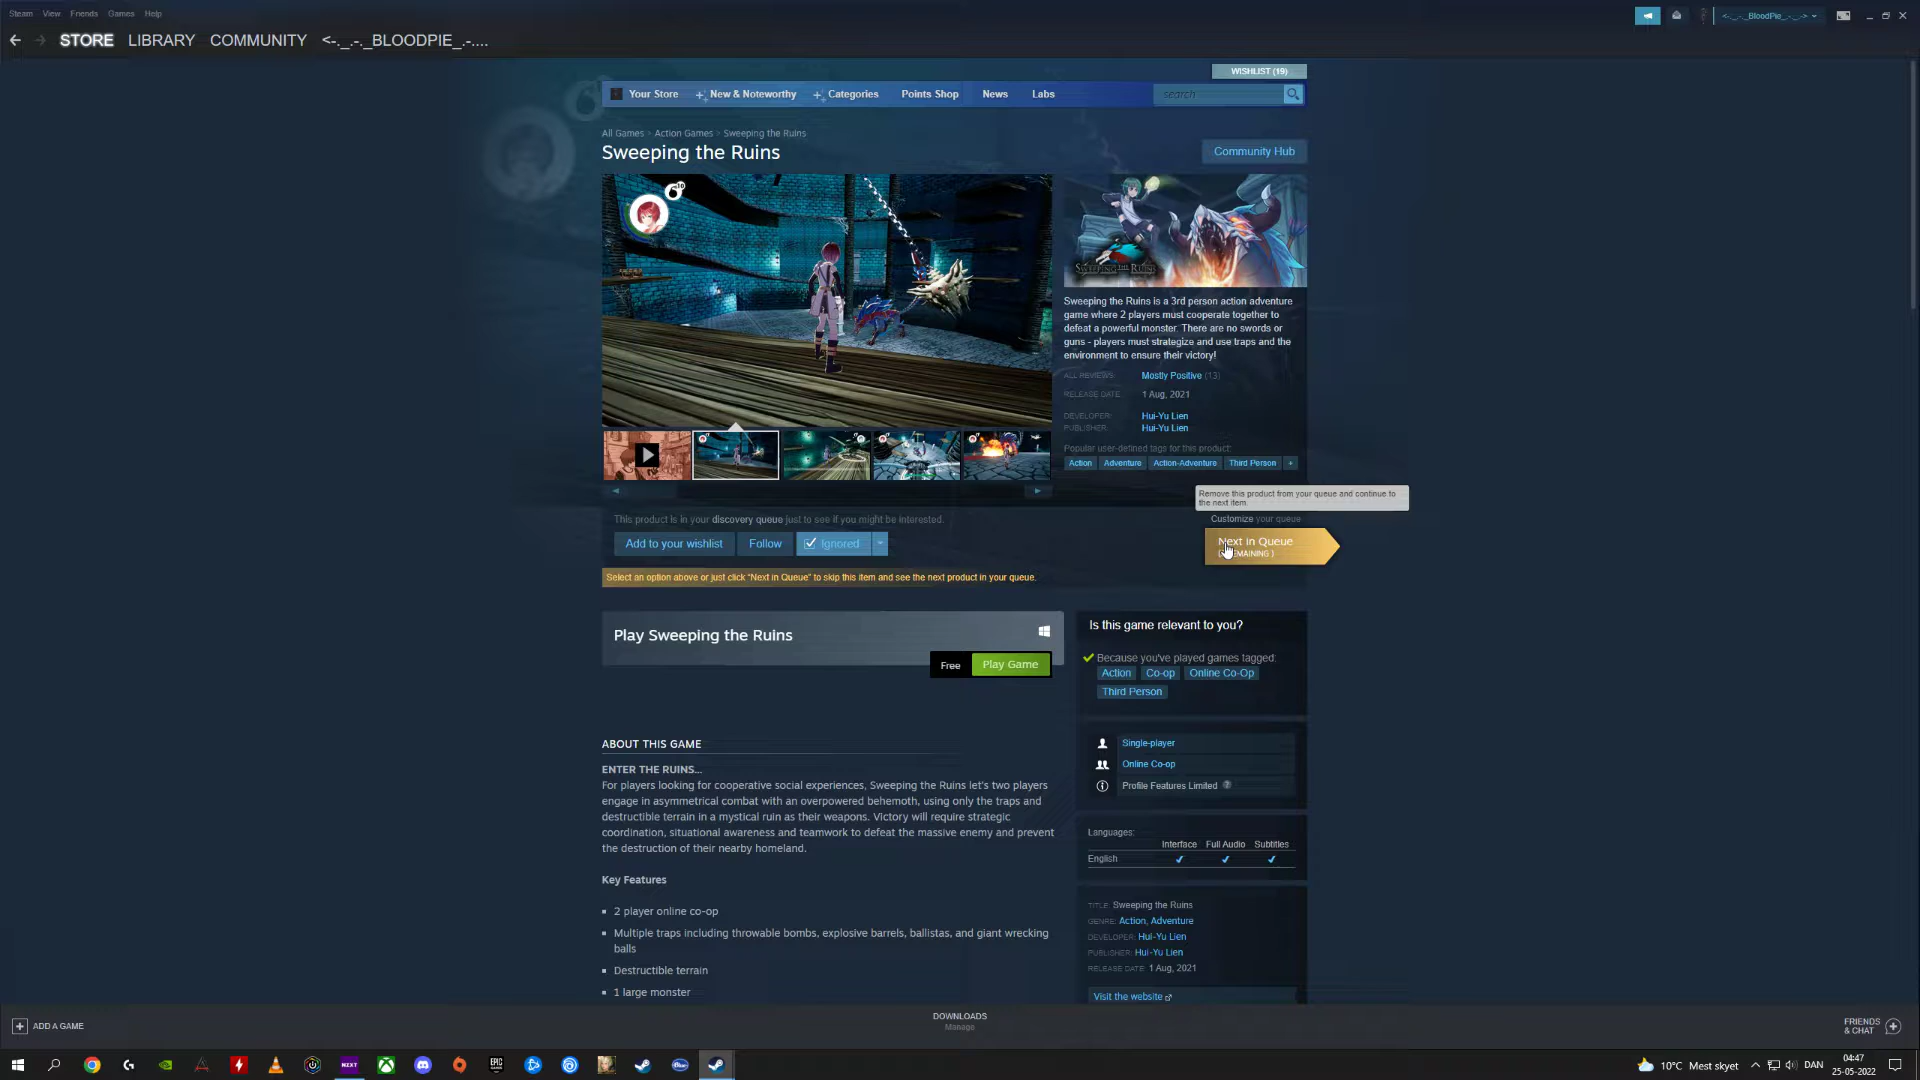 Steam View Friends Games Help
<-._.-._BloodPie_.-._.->
STORE LIBRARY COMMUNITY <-._.-._BLOODPIE_.-....
WISHLIST (19)
Your Store New & Noteworthy Categories Points Shop News Labs search
All Games > Action Games > Sweeping the Ruins
Sweeping the Ruins
Community Hub
SWEEPING THE RUINS
Sweeping the Ruins is a 3rd person action adventure
game where 2 players must cooperate together to
defeat a powerful monster. There are no swords or
guns - players must strategize and use traps and the
environment to ensure their victory!
ALL REVIEWS: Mostly Positive (13)
RELEASE DATE: 1 Aug, 2021
DEVELOPER: Hui-Yu Lien
PUBLISHER: Hui-Yu Lien
Popular user-defined tags for this product:
Action Adventure Action-Adventure Third Person +
Remove this product from your queue and continue to
the next item.
This product is in your discovery queue just to see if you might be interested.
Customize your queue
Add to your wishlist Follow Ignored
Next in Queue
Select an option above or just click "Next in Queue" to skip this item and see the next product in your queue.
Play Sweeping the Ruins
Free Play Game
Is this game relevant to you?
Because you've played games tagged:
Action Co-op Online Co-Op
Third Person
ABOUT THIS GAME
ENTER THE RUINS...
For players looking for cooperative social experiences, Sweeping the Ruins let's two players
engage in asymmetrical combat with an overpowered behemoth, using only the traps and
destructible terrain in a mystical ruin as their weapons. Victory will require strategic
coordination, situational awareness and teamwork to defeat the massive enemy and prevent
the destruction of their nearby homeland.
Key Features
2 player online co-op
Multiple traps including throwable bombs, explosive barrels, ballistas, and giant wrecking
balls
Destructible terrain
1 large monster
Single-player
Online Co-op
Profile Features Limited ?
Languages:
Interface Full Audio Subtitles
English ✔ ✔ ✔
TITLE: Sweeping the Ruins
GENRE: Action, Adventure
DEVELOPER: Hui-Yu Lien
PUBLISHER: Hui-Yu Lien
RELEASE DATE: 1 Aug, 2021
Visit the website
ADD A GAME
DOWNLOADS
Manage
FRIENDS
& CHAT
NZXT
EPIC
GAMES
10°C Mest skyet DAN
04:47
25-05-2022